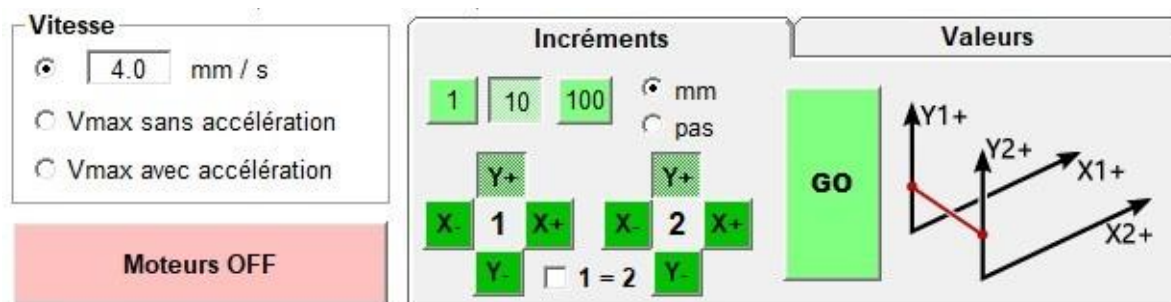 Vitesse
4.0 mm / s
Vmax sans accélération
Vmax avec accélération
Moteurs OFF
Incréments
Valeurs
1 10 100
mm
pas
Y+
X- 1 X+
Y-
Y+
X- 2 X+
Y-
1 = 2
GO
Y1+
Y2+
X1+
X2+